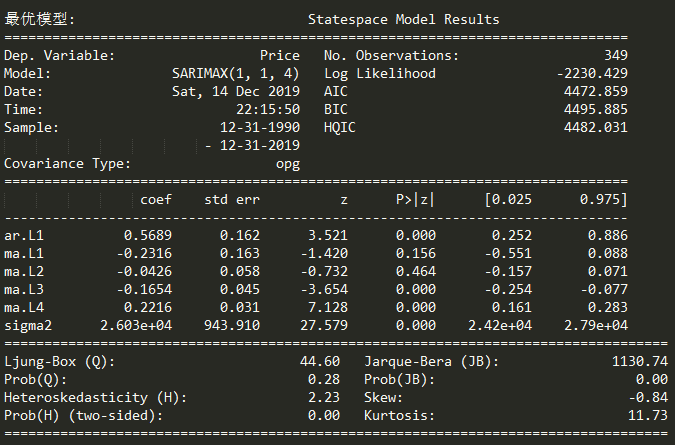 最优模型:                             Statespace Model Results
==============================================================================
Dep. Variable:                  Price   No. Observations:                  349
Model:               SARIMAX(1, 1, 4)   Log Likelihood               -2230.429
Date:                Sat, 14 Dec 2019   AIC                           4472.859
Time:                        22:15:50   BIC                           4495.885
Sample:                    12-31-1990   HQIC                          4482.031
                         - 12-31-2019
Covariance Type:                  opg
==============================================================================
                 coef    std err          z      P>|z|      [0.025      0.975]
------------------------------------------------------------------------------
ar.L1          0.5689      0.162      3.521      0.000       0.252       0.886
ma.L1         -0.2316      0.163     -1.420      0.156      -0.551       0.088
ma.L2         -0.0426      0.058     -0.732      0.464      -0.157       0.071
ma.L3         -0.1654      0.045     -3.654      0.000      -0.254      -0.077
ma.L4          0.2216      0.031      7.128      0.000       0.161       0.283
sigma2      2.603e+04    943.910     27.579      0.000    2.42e+04    2.79e+04
===================================================================================
Ljung-Box (Q):                       44.60   Jarque-Bera (JB):              1130.74
Prob(Q):                              0.28   Prob(JB):                         0.00
Heteroskedasticity (H):               2.23   Skew:                            -0.84
Prob(H) (two-sided):                  0.00   Kurtosis:                        11.73
===================================================================================